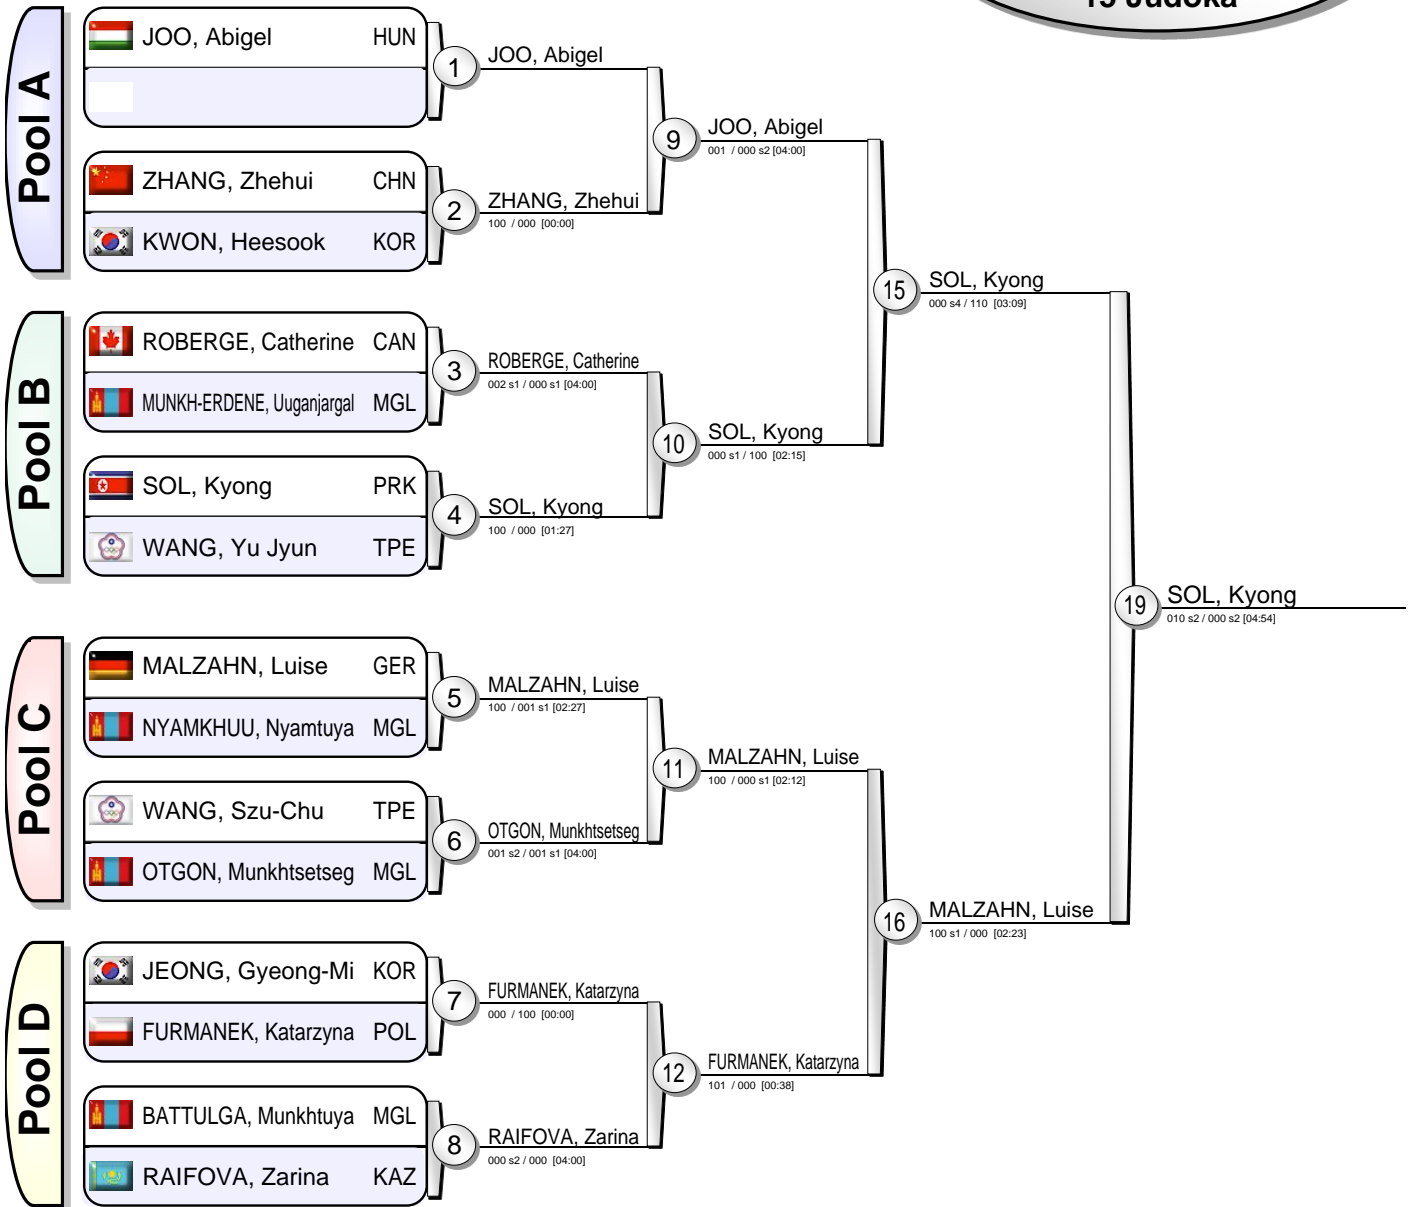 15 Judoka
Pool A
JOO, Abigel HUN
ZHANG, Zhehui CHN
KWON, Heesook KOR
1
JOO, Abigel
2
ZHANG, Zhehui
100 / 000 [00:00]
9
JOO, Abigel
001 / 000 s2 [04:00]
Pool B
ROBERGE, Catherine CAN
MUNKH-ERDENE, Uuganjargal MGL
SOL, Kyong PRK
WANG, Yu Jyun TPE
3
ROBERGE, Catherine
002 s1 / 000 s1 [04:00]
4
SOL, Kyong
100 / 000 [01:27]
10
SOL, Kyong
000 s1 / 100 [02:15]
15
SOL, Kyong
000 s4 / 110 [03:09]
Pool C
MALZAHN, Luise GER
NYAMKHUU, Nyamtuya MGL
WANG, Szu-Chu TPE
OTGON, Munkhtsetseg MGL
5
MALZAHN, Luise
100 / 001 s1 [02:27]
6
OTGON, Munkhtsetseg
001 s2 / 001 s1 [04:00]
11
MALZAHN, Luise
100 / 000 s1 [02:12]
Pool D
JEONG, Gyeong-Mi KOR
FURMANEK, Katarzyna POL
BATTULGA, Munkhtuya MGL
RAIFOVA, Zarina KAZ
7
FURMANEK, Katarzyna
000 / 100 [00:00]
8
RAIFOVA, Zarina
000 s2 / 000 [04:00]
12
FURMANEK, Katarzyna
101 / 000 [00:38]
16
MALZAHN, Luise
100 s1 / 000 [02:23]
19
SOL, Kyong
010 s2 / 000 s2 [04:54]